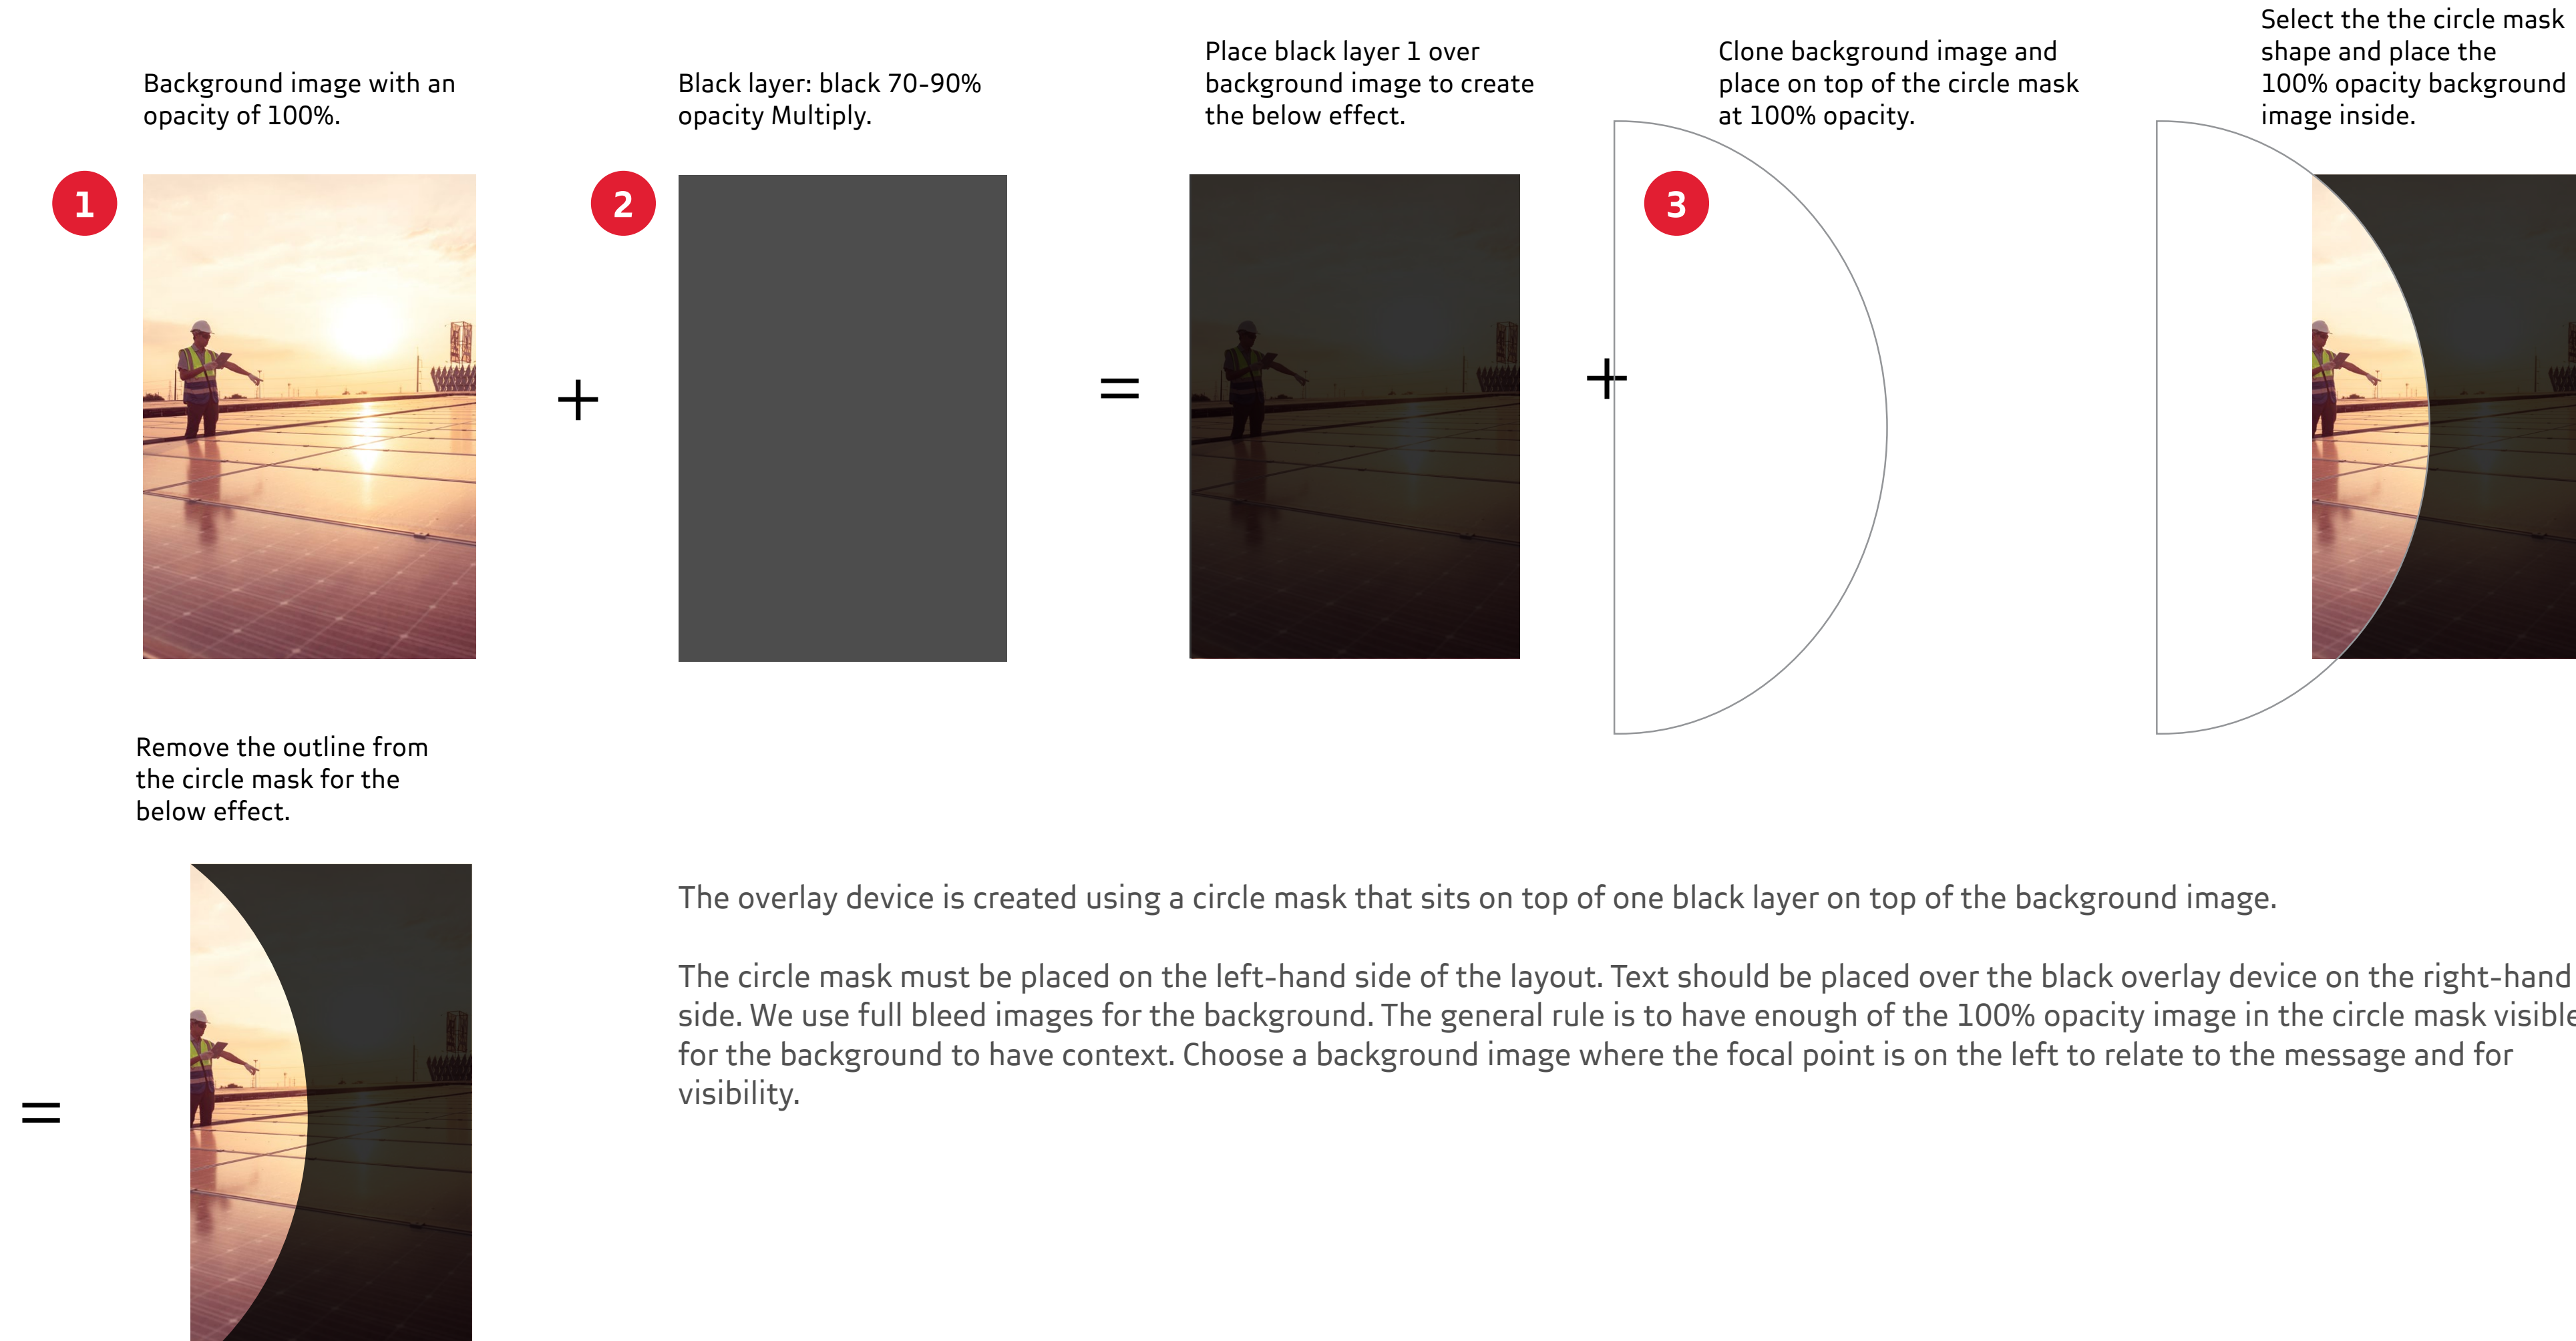 Background image with an
opacity of 100%.
Black layer: black 70-90%
opacity Multiply.
Place black layer 1 over
background image to create
the below effect.
Clone background image and
place on top of the circle mask
at 100% opacity.
Select the the circle mask
shape and place the
100% opacity background
image inside.
1
+
2
=
+
3
Remove the outline from
the circle mask for the
below effect.
=
The overlay device is created using a circle mask that sits on top of one black layer on top of the background image.
The circle mask must be placed on the left-hand side of the layout. Text should be placed over the black overlay device on the right-hand
side. We use full bleed images for the background. The general rule is to have enough of the 100% opacity image in the circle mask visible
for the background to have context. Choose a background image where the focal point is on the left to relate to the message and for
visibility.